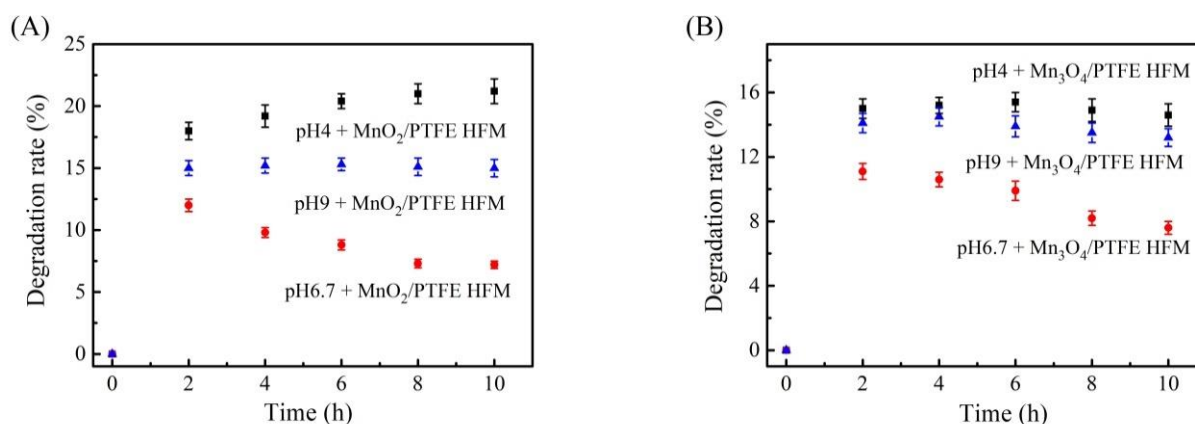 (A)
25
20
15
10
5
0
Degradation rate (%)
pH4 + MnO₂/PTFE HFM
pH9 + MnO₂/PTFE HFM
pH6.7 + MnO₂/PTFE HFM
0 2 4 6 8 10
Time (h)
(B)
20
16
12
8
4
0
Degradation rate (%)
pH4 + Mn₃O₄/PTFE HFM
pH9 + Mn₃O₄/PTFE HFM
pH6.7 + Mn₃O₄/PTFE HFM
0 2 4 6 8 10
Time (h)